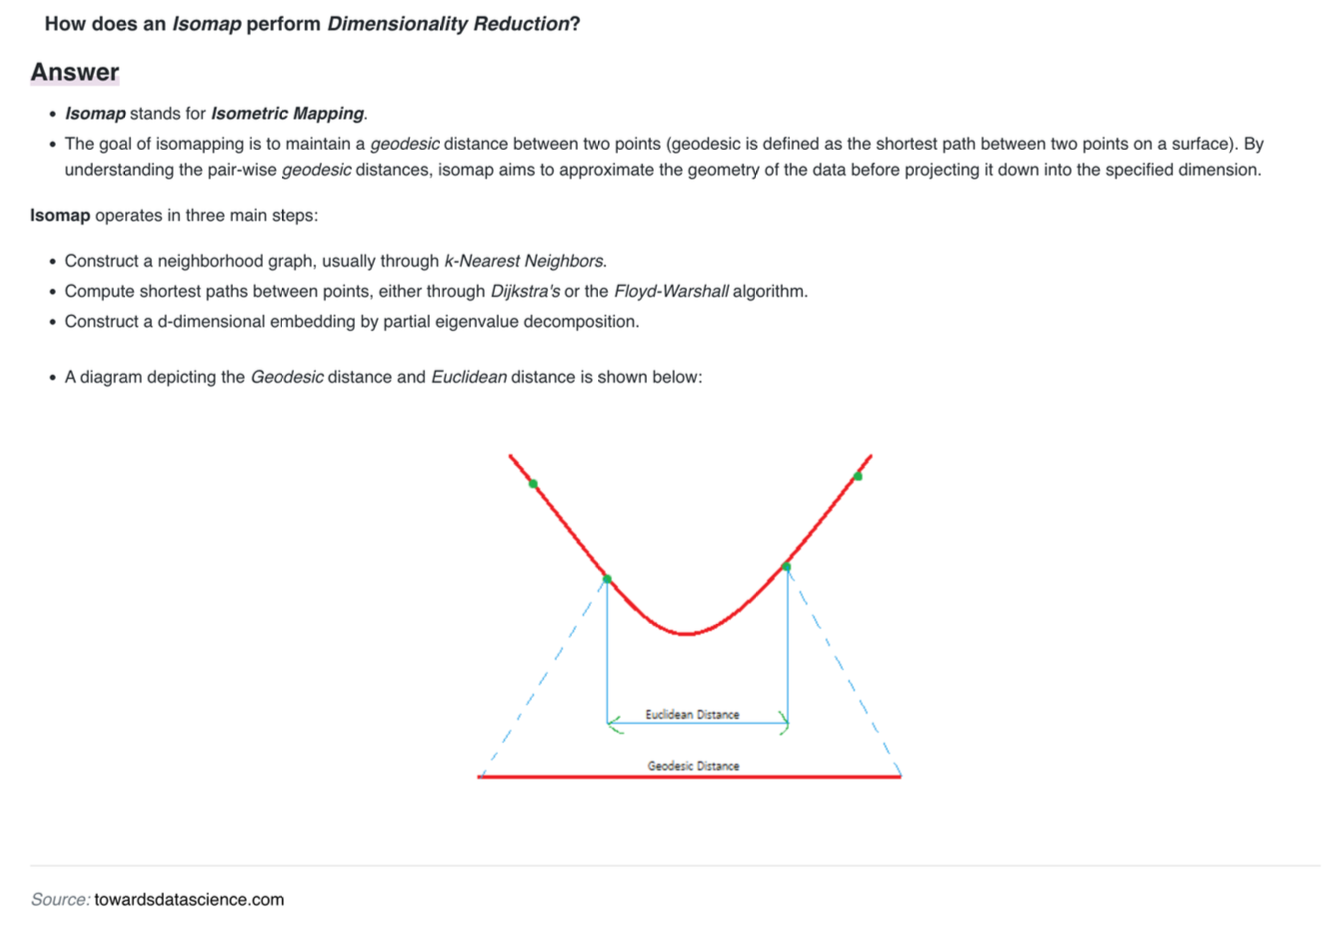 How does an Isomap perform Dimensionality Reduction?
Answer
• Isomap stands for Isometric Mapping.
• The goal of isomapping is to maintain a geodesic distance between two points (geodesic is defined as the shortest path between two points on a surface). By
understanding the pair-wise geodesic distances, isomap aims to approximate the geometry of the data before projecting it down into the specified dimension.
Isomap operates in three main steps:
• Construct a neighborhood graph, usually through k-Nearest Neighbors.
• Compute shortest paths between points, either through Dijkstra's or the Floyd-Warshall algorithm.
• Construct a d-dimensional embedding by partial eigenvalue decomposition.
• A diagram depicting the Geodesic distance and Euclidean distance is shown below:
Euclidean Distance
Geodesic Distance
Source: towardsdatascience.com